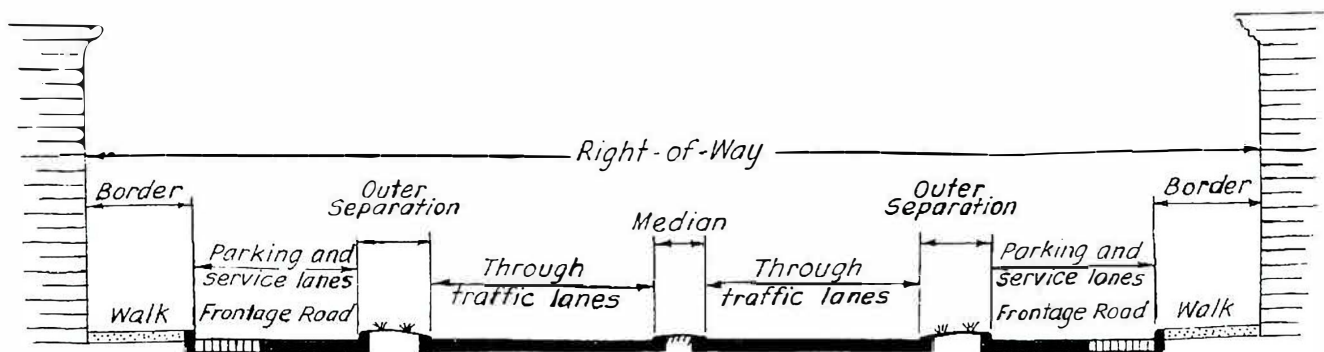 Right-of-Way
Border
Outer
Separation
Median
Outer
Separation
Border
Parking and
service lanes
Through
traffic lanes
Through
traffic lanes
Parking and
service lanes
Walk
Frontage Road
Frontage Road
Walk